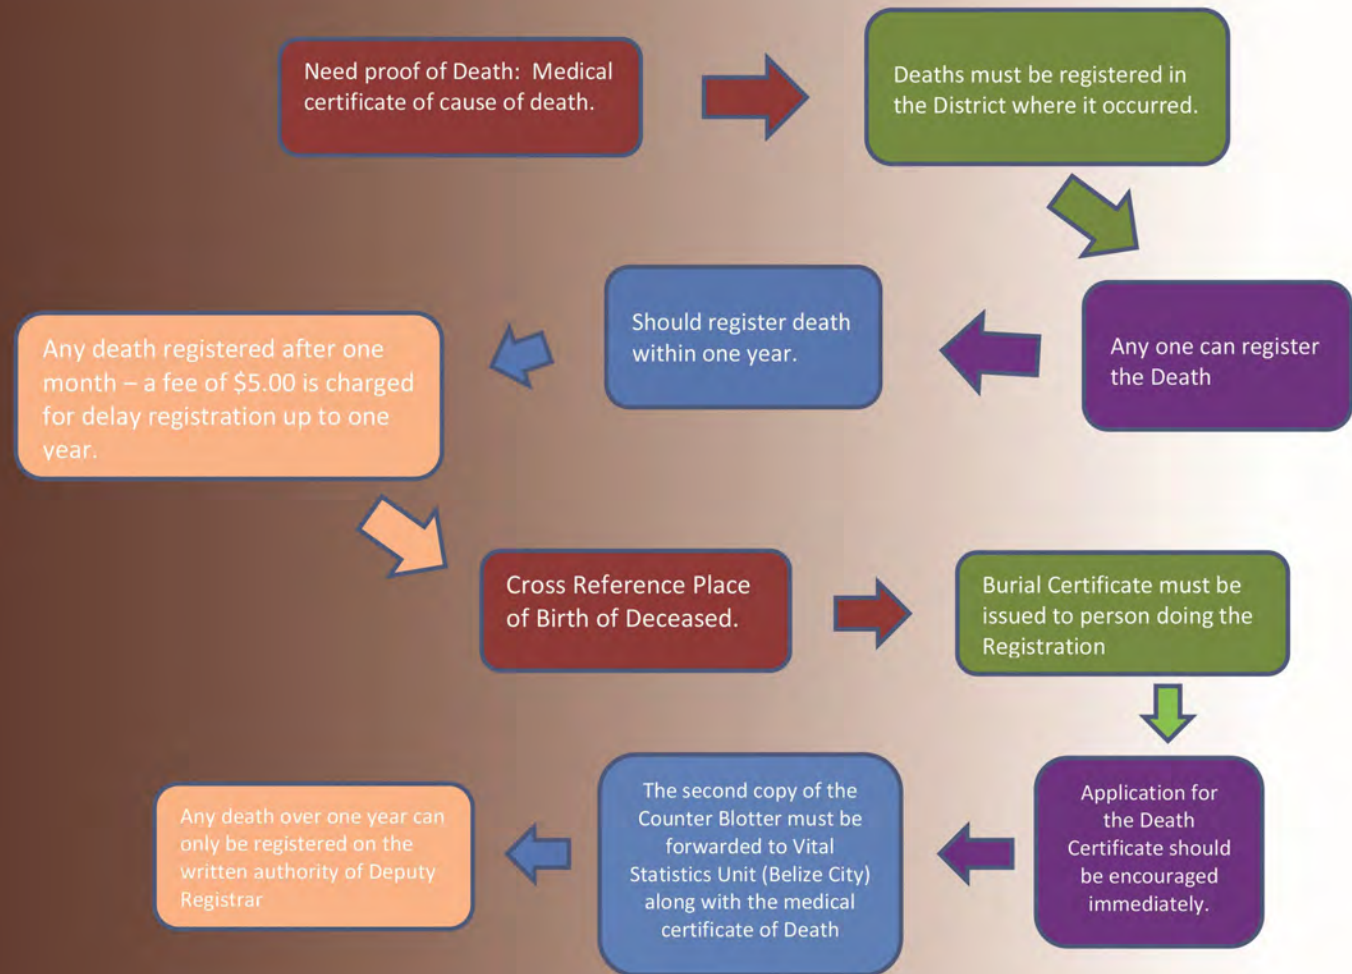 Need proof of Death: Medical
certificate of cause of death.
Deaths must be registered in
the District where it occurred.
Any one can register
the Death
Should register death
within one year.
Any death registered after one
month – a fee of $5.00 is charged
for delay registration up to one
year.
Cross Reference Place
of Birth of Deceased.
Burial Certificate must be
issued to person doing the
Registration
Application for
the Death
Certificate should
be encouraged
immediately.
The second copy of the
Counter Blotter must be
forwarded to Vital
Statistics Unit (Belize City)
along with the medical
certificate of Death
Any death over one year can
only be registered on the
written authority of Deputy
Registrar